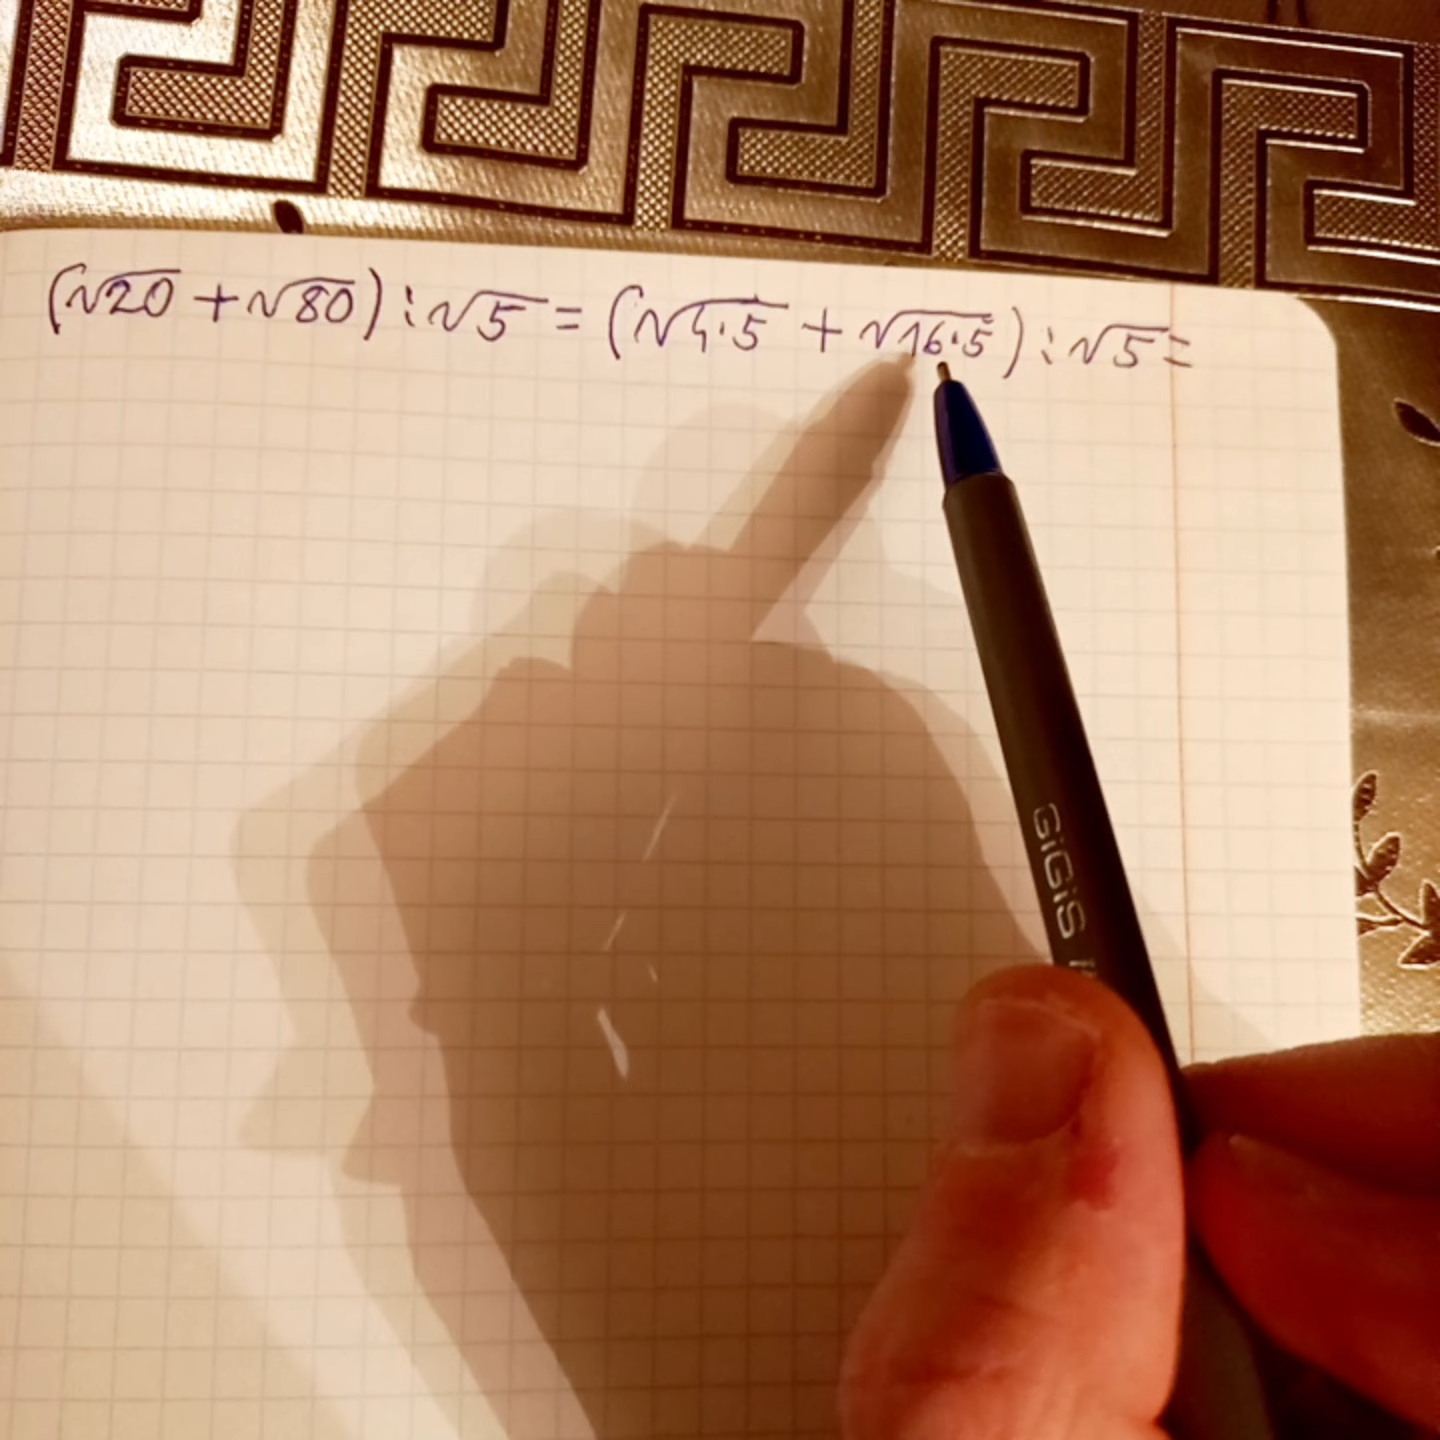 (√20 + √80) : √5 = (√4·5 + √16·5) : √5 =
GIGIS